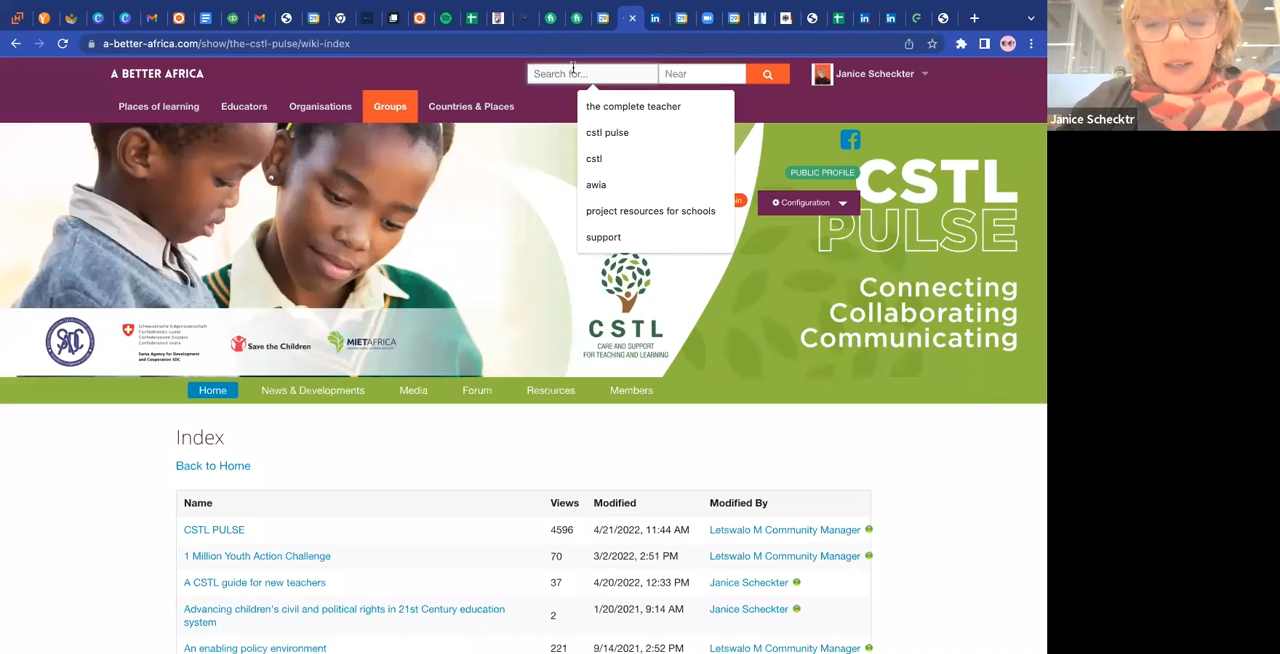 a-better-africa.com/show/the-cstl-pulse/wiki-index
A BETTER AFRICA
Search for...
Near
Janice Scheckter
Places of learning
Educators
Organisations
Groups
Countries & Places
the complete teacher
cstl pulse
cstl
awia
project resources for schools
support
PUBLIC PROFILE
Configuration
CSTL
PULSE
Connecting
Collaborating
Communicating
Save the Children
MIETAFRICA
CSTL
CARE AND SUPPORT
FOR TEACHING AND LEARNING
Home
News & Developments
Media
Forum
Resources
Members
Index
Back to Home
Name Views Modified Modified By
CSTL PULSE 4596 4/21/2022, 11:44 AM Letswalo M Community Manager
1 Million Youth Action Challenge 70 3/2/2022, 2:51 PM Letswalo M Community Manager
A CSTL guide for new teachers 37 4/20/2022, 12:33 PM Janice Scheckter
Advancing children's civil and political rights in 21st Century education
system 2 1/20/2021, 9:14 AM Janice Scheckter
An enabling policy environment 221 9/14/2021, 2:52 PM Letswalo M Community Manager
Janice Schecktr